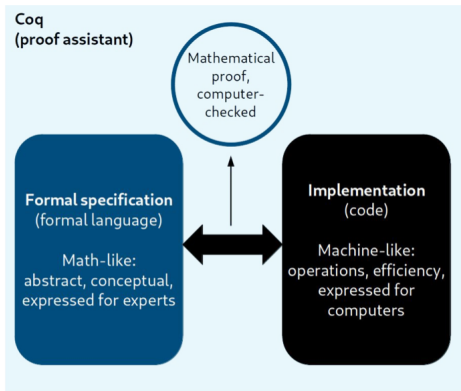 Coq
(proof assistant)
Mathematical
proof,
computer-
checked
Formal specification
(formal language)
Math-like:
abstract, conceptual,
expressed for experts
Implementation
(code)
Machine-like:
operations, efficiency,
expressed for
computers